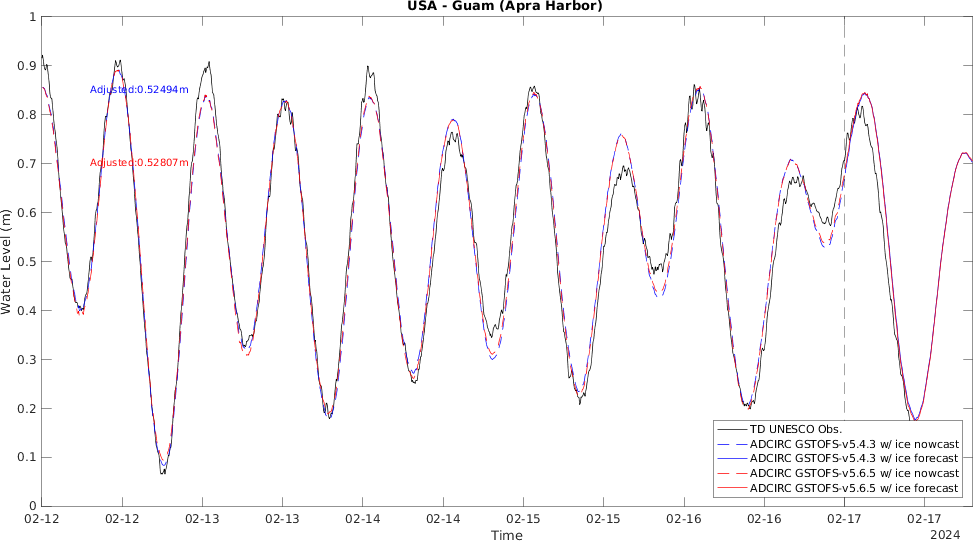 USA - Guam (Apra Harbor)
1
0.9
0.8
0.7
0.6
0.5
0.4
0.3
0.2
0.1
0
Water Level (m)
Adjusted:0.52494m
Adjusted:0.52807m
TD UNESCO Obs.
ADCIRC GSTOFS-v5.4.3 w/ ice nowcast
ADCIRC GSTOFS-v5.4.3 w/ ice forecast
ADCIRC GSTOFS-v5.6.5 w/ ice nowcast
ADCIRC GSTOFS-v5.6.5 w/ ice forecast
02-12 02-12 02-13 02-13 02-14 02-14 02-15 02-15 02-16 02-16 02-17 02-17
Time
2024